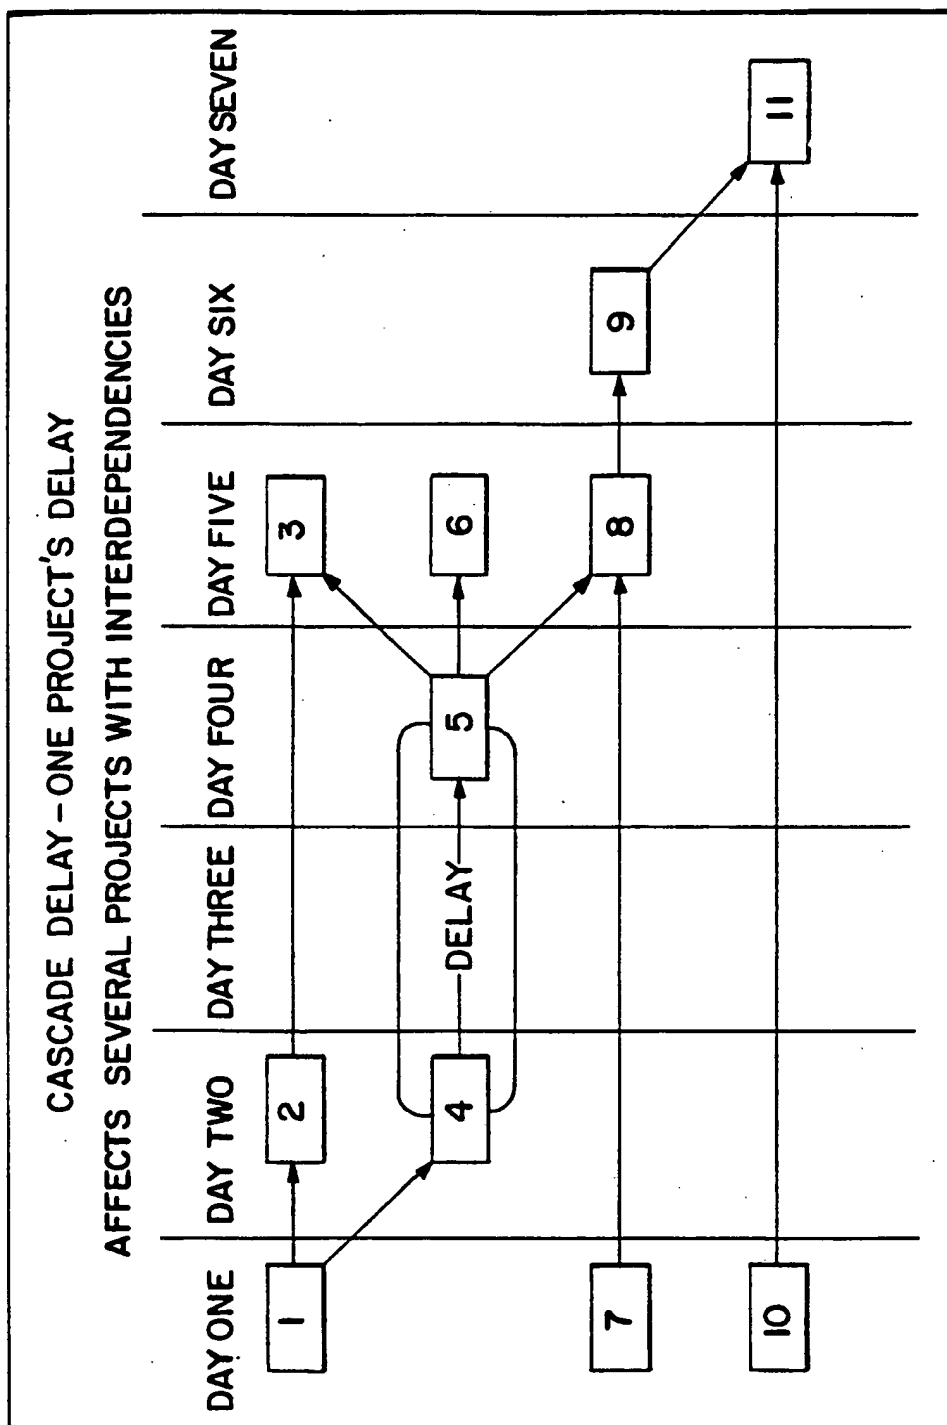 CASCADE DELAY - ONE PROJECT'S DELAY
AFFECTS SEVERAL PROJECTS WITH INTERDEPENDENCIES
DAY ONE
DAY TWO
DAY THREE
DAY FOUR
DAY FIVE
DAY SIX
DAY SEVEN
1
2
3
4
DELAY
5
6
7
8
9
10
11